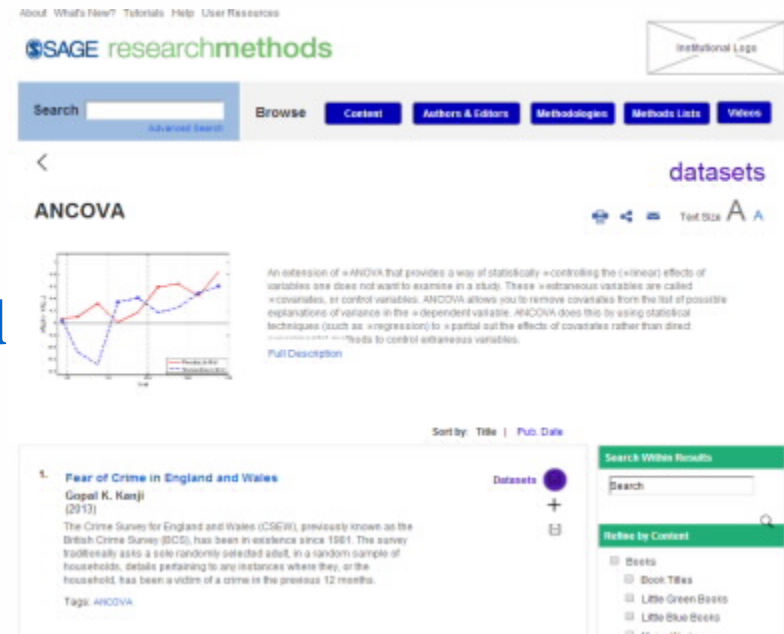 About What's New? Tutorials Help User Resources
SAGE researchmethods
Institutional Logo
Search
Advanced Search
Browse
Content
Authors & Editors
Methodologies
Methods Lists
Videos
datasets
ANCOVA
Text Size A A
An extension of »ANOVA that provides a way of statistically »controlling the (»linear) effects of
variables one does not want to examine in a study. These »extraneous variables are called
»covariates, or control variables. ANCOVA allows you to remove covariates from the list of possible
explanations of variance in the »dependent variable. ANCOVA does this by using statistical
techniques (such as »regression) to »partial out the effects of covariates rather than direct
to control extraneous variables.
Full Description
Sort by: Title | Pub. Date
1. Fear of Crime in England and Wales
Gopal K. Kanji
(2013)
The Crime Survey for England and Wales (CSEW), previously known as the
British Crime Survey (BCS), has been in existence since 1981. The survey
traditionally asks a sole randomly selected adult, in a random sample of
households, details pertaining to any instances where they, or the
household, has been a victim of a crime in the previous 12 months.
Tags: ANCOVA
Datasets
Search Within Results
Search
Refine by Content
Books
Book Titles
Little Green Books
Little Blue Books